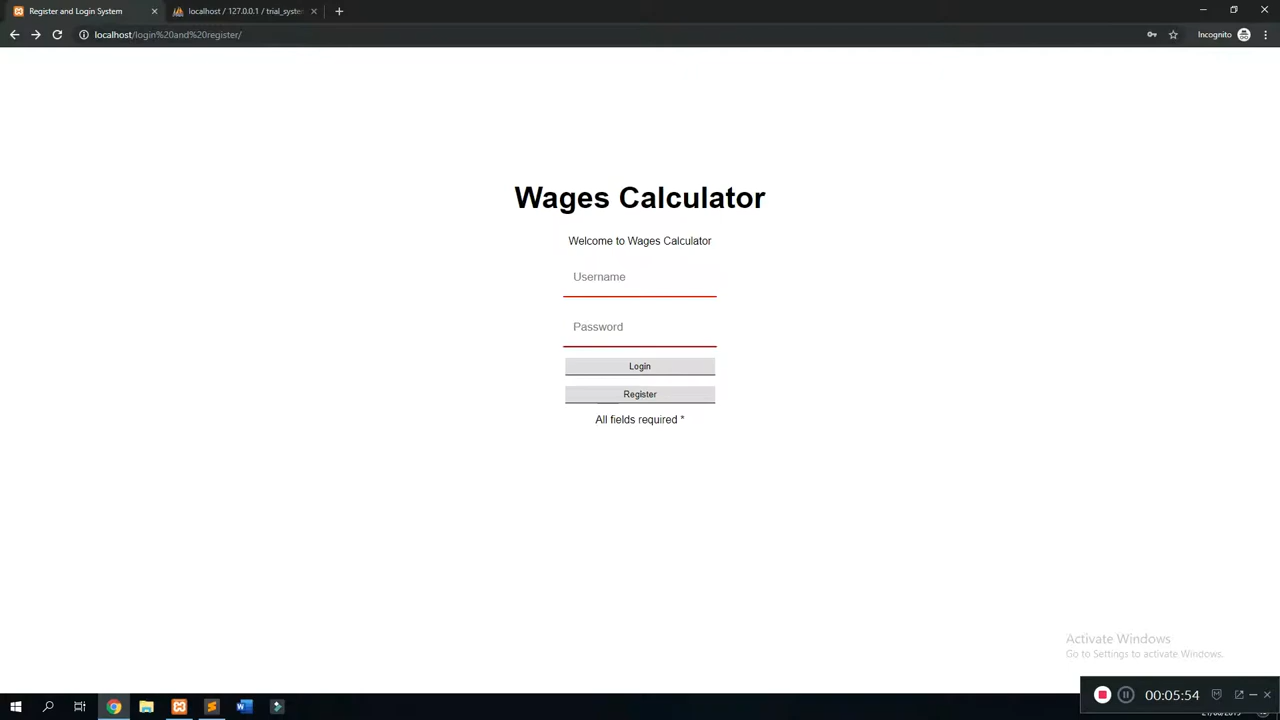 Register and Login System
localhost / 127.0.0.1 / trial_system
localhost/login%20and%20register/
Incognito
Wages Calculator
Welcome to Wages Calculator
Username
Password
Login
Register
All fields required *
Activate Windows
Go to Settings to activate Windows.
00:05:54